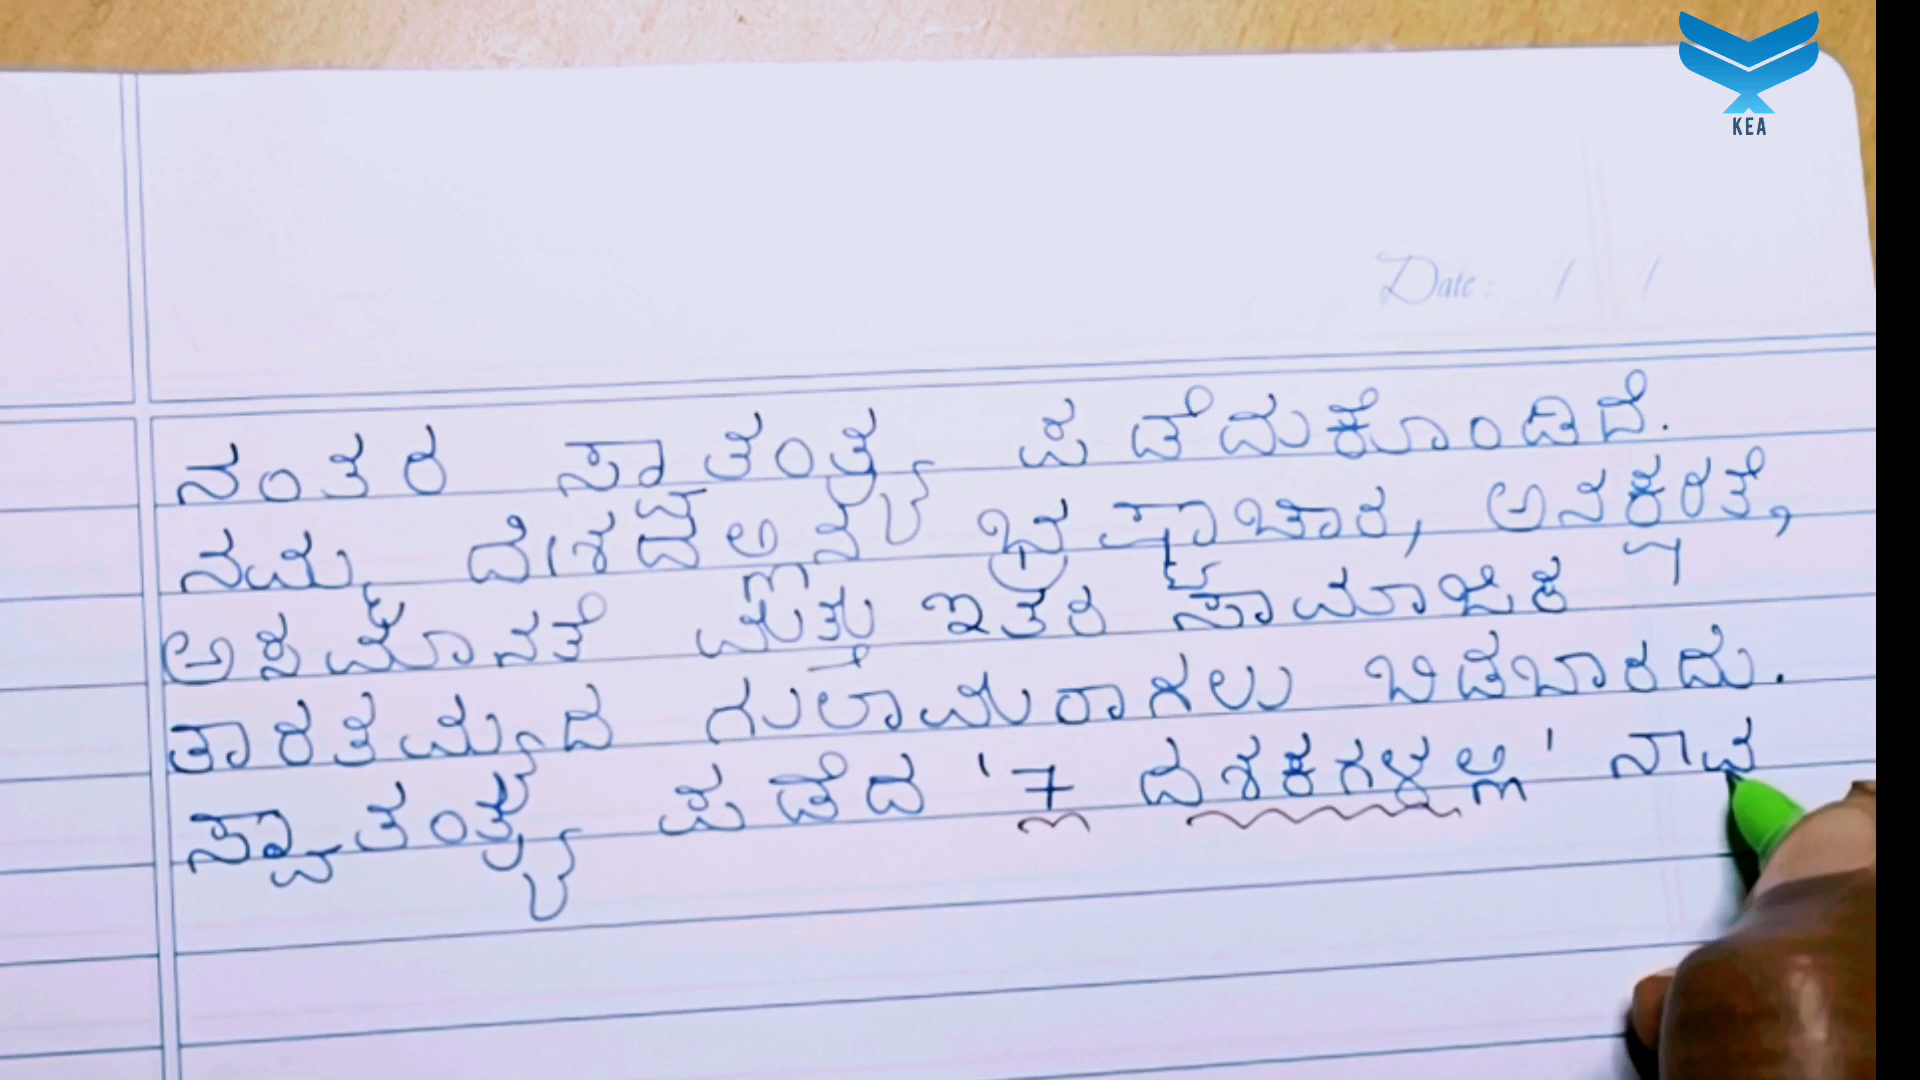 KEA
Date : / /
ನಂತರ ಸ್ವಾತಂತ್ರ್ಯ ಪಡೆದುಕೊಂಡಿದೆ.
ನಮ್ಮ ದೇಶದಲ್ಲಿನ ಭ್ರಷ್ಟಾಚಾರ, ಅನಕ್ಷರತೆ,
ಅಸಮಾನತೆ ಮತ್ತು ಇತರ ಸಾಮಾಜಿಕ
ತಾರತಮ್ಯದ ಗುಲಾಮರಾಗಲು ಬಿಡಬಾರದು.
ಸ್ವಾತಂತ್ರ್ಯ ಪಡೆದ '7 ದಶಕಗಳಲ್ಲಿ' ನಾವ